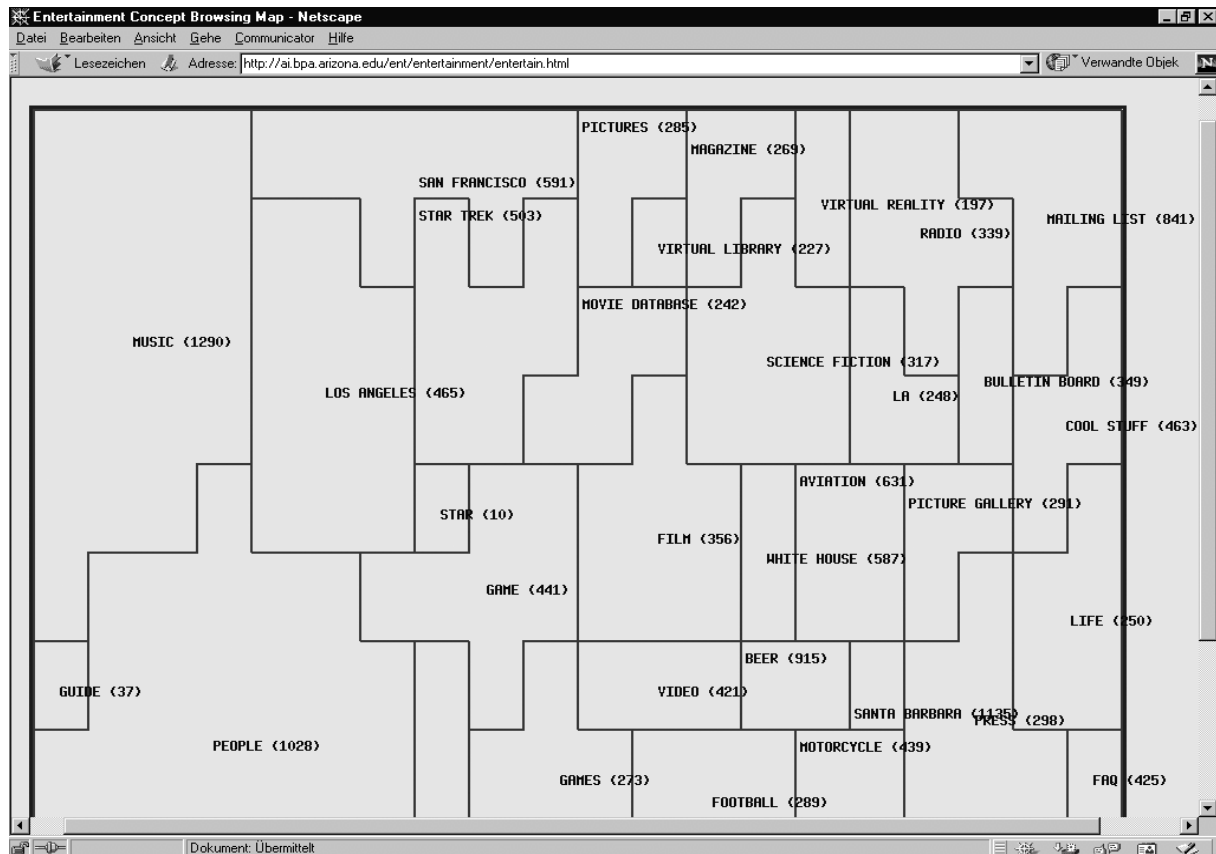 Entertainment Concept Browsing Map - Netscape
Datei Bearbeiten Ansicht Gehe Communicator Hilfe
Lesezeichen Adresse: http://ai.bpa.arizona.edu/ent/entertainment/entertain.html Verwandte Objek N
PICTURES (285)
MAGAZINE (269)
SAN FRANCISCO (591)
STAR TREK (503)
VIRTUAL REALITY (197)
MAILING LIST (841)
RADIO (339)
VIRTUAL LIBRARY (227)
MOVIE DATABASE (242)
MUSIC (1290)
SCIENCE FICTION (317)
LOS ANGELES (465)
LA (248)
BULLETIN BOARD (349)
COOL STUFF (463)
AVIATION (631)
PICTURE GALLERY (291)
STAR (10)
FILM (356)
WHITE HOUSE (587)
GAME (441)
LIFE (250)
BEER (915)
GUIDE (37)
VIDEO (421)
SANTA BARBARA (1135)
PRESS (298)
PEOPLE (1028)
MOTORCYCLE (439)
GAMES (273)
FAQ (425)
FOOTBALL (289)
Dokument: Übermittelt